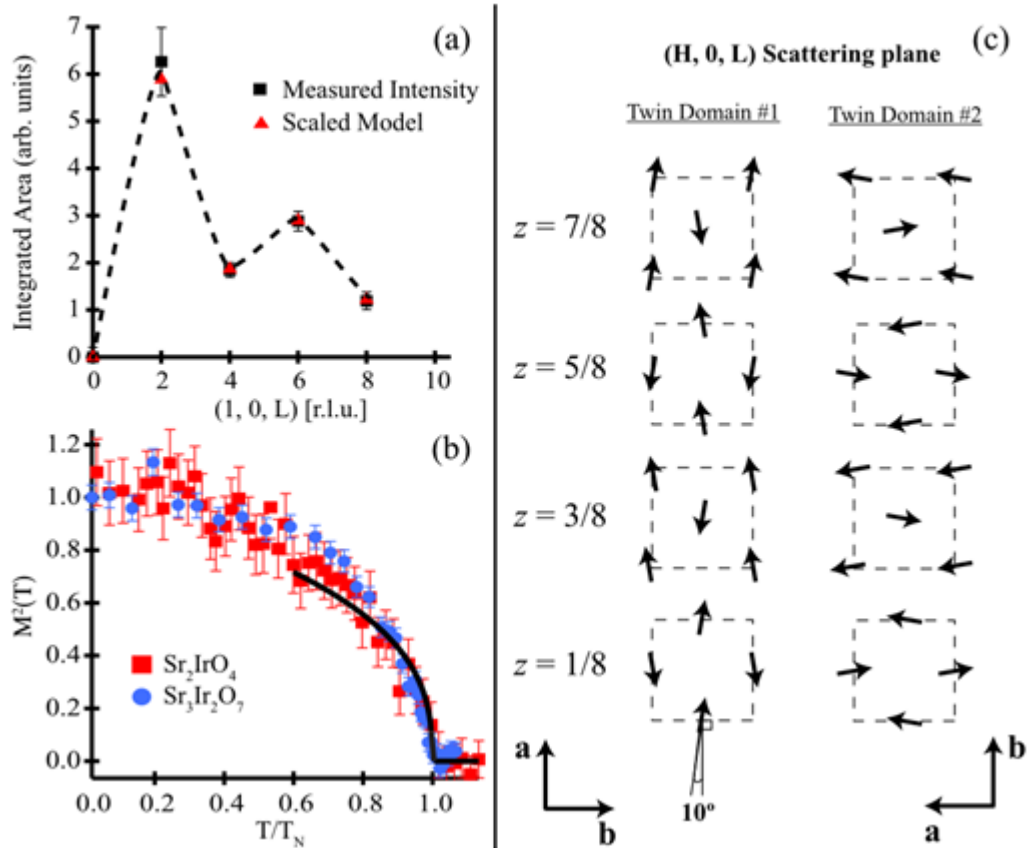 (a)
7
6
5
4
3
2
1
0
Integrated Area (arb. units)
Measured Intensity
Scaled Model
0 2 4 6 8 10
(1, 0, L) [r.l.u.]
(b)
1.2
1.0
0.8
0.6
0.4
0.2
0.0
M²(T)
Sr₂IrO₄
Sr₃Ir₂O₇
0.0 0.2 0.4 0.6 0.8 1.0
T/T_N
(c)
(H, 0, L) Scattering plane
Twin Domain #1 Twin Domain #2
z = 7/8
z = 5/8
z = 3/8
z = 1/8
a
b
10º
b
a